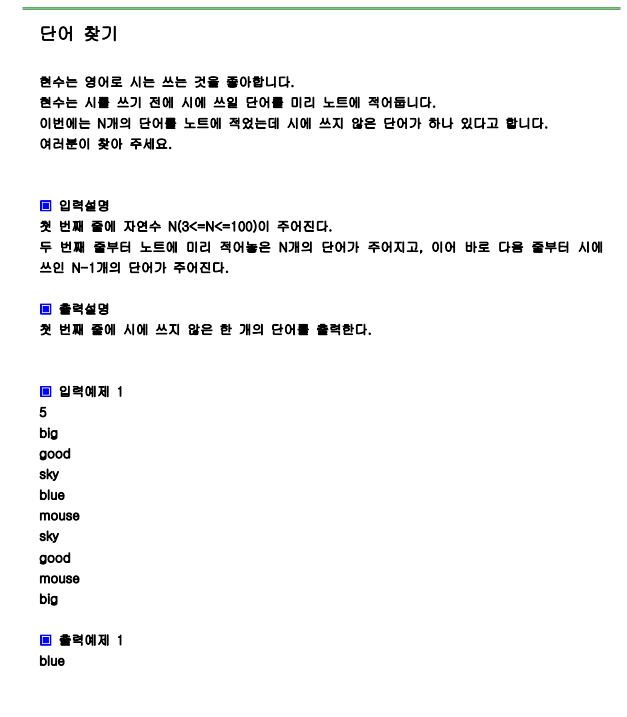 단어 찾기
현수는 영어로 시는 쓰는 것을 좋아합니다.
현수는 시를 쓰기 전에 시에 쓰일 단어를 미리 노트에 적어둡니다.
이번에는 N개의 단어를 노트에 적었는데 시에 쓰지 않은 단어가 하나 있다고 합니다.
여러분이 찾아 주세요.
▣ 입력설명
첫 번째 줄에 자연수 N(3<=N<=100)이 주어진다.
두 번째 줄부터 노트에 미리 적어놓은 N개의 단어가 주어지고, 이어 바로 다음 줄부터 시에
쓰인 N-1개의 단어가 주어진다.
▣ 출력설명
첫 번째 줄에 시에 쓰지 않은 한 개의 단어를 출력한다.
▣ 입력예제 1
5
big
good
sky
blue
mouse
sky
good
mouse
big
▣ 출력예제 1
blue